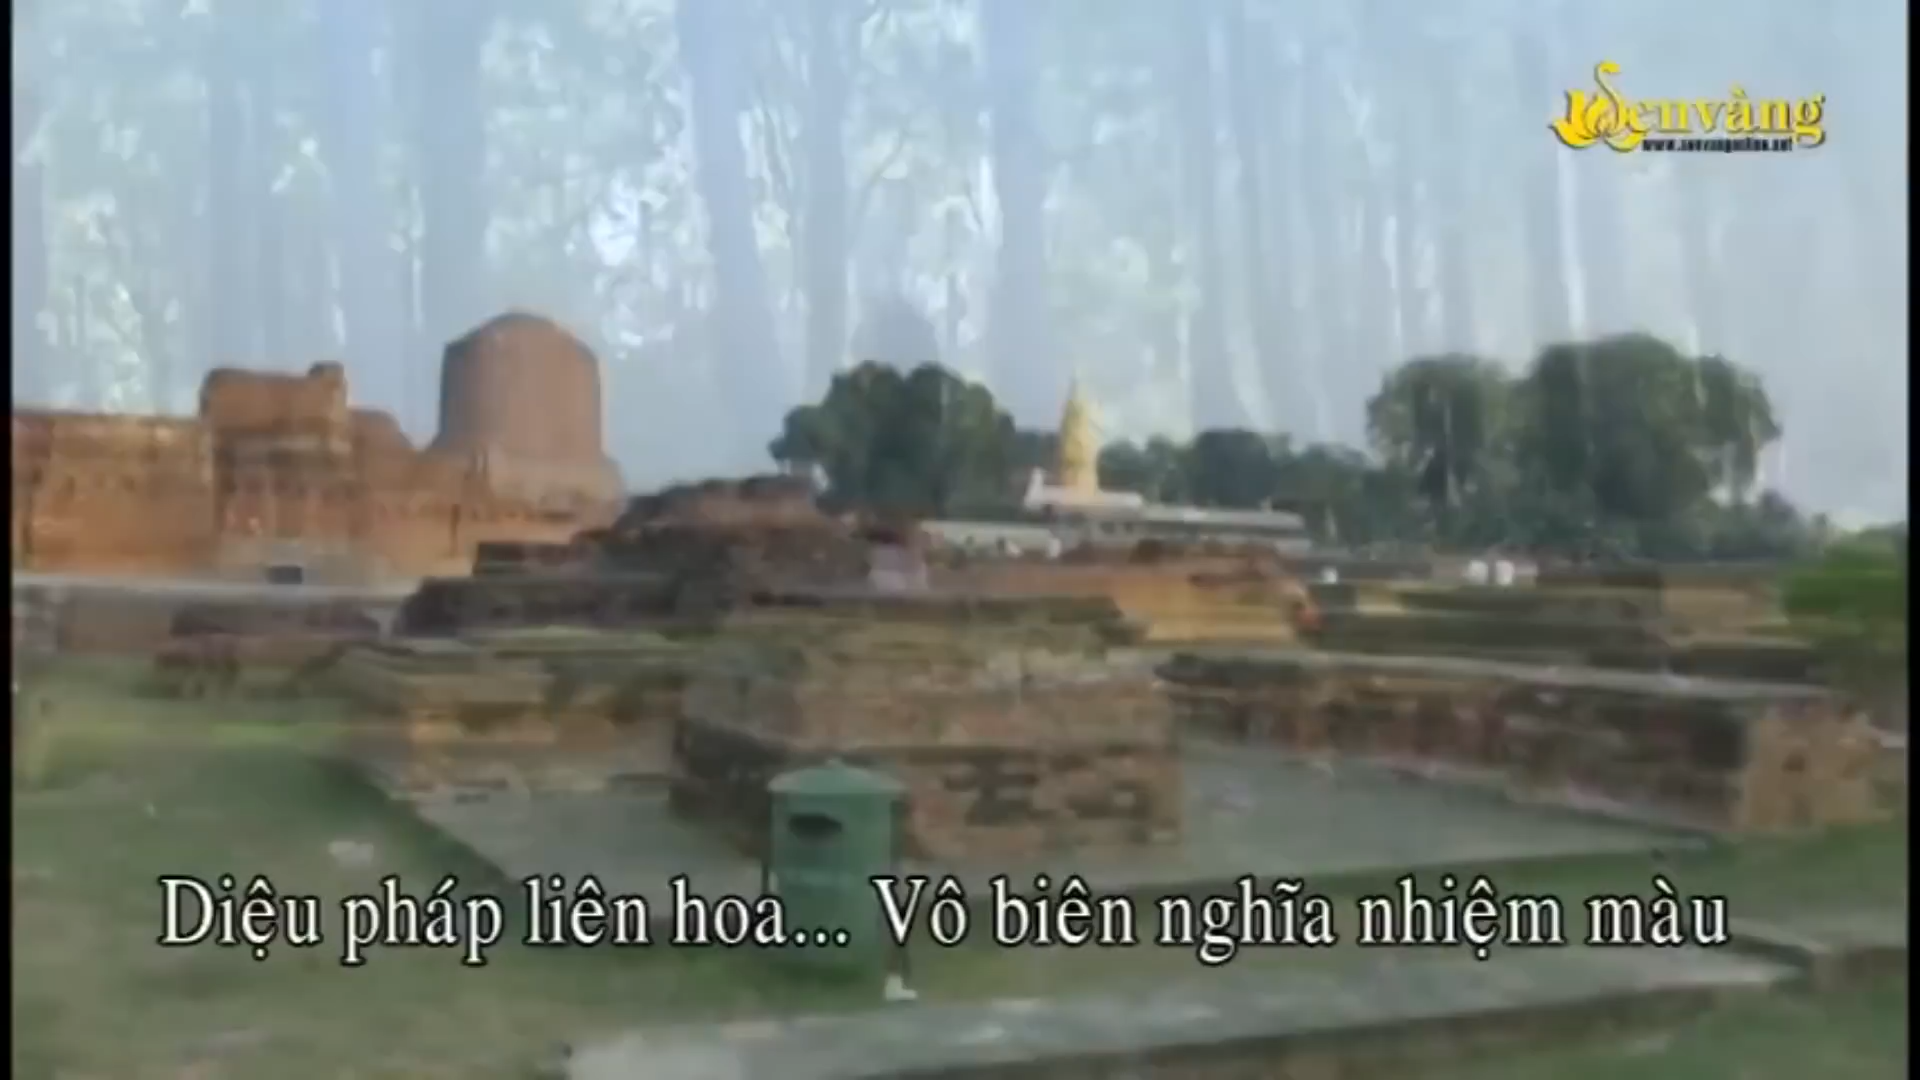 Senvàng
Diệu pháp liên hoa... Vô biên nghĩa nhiệm màu